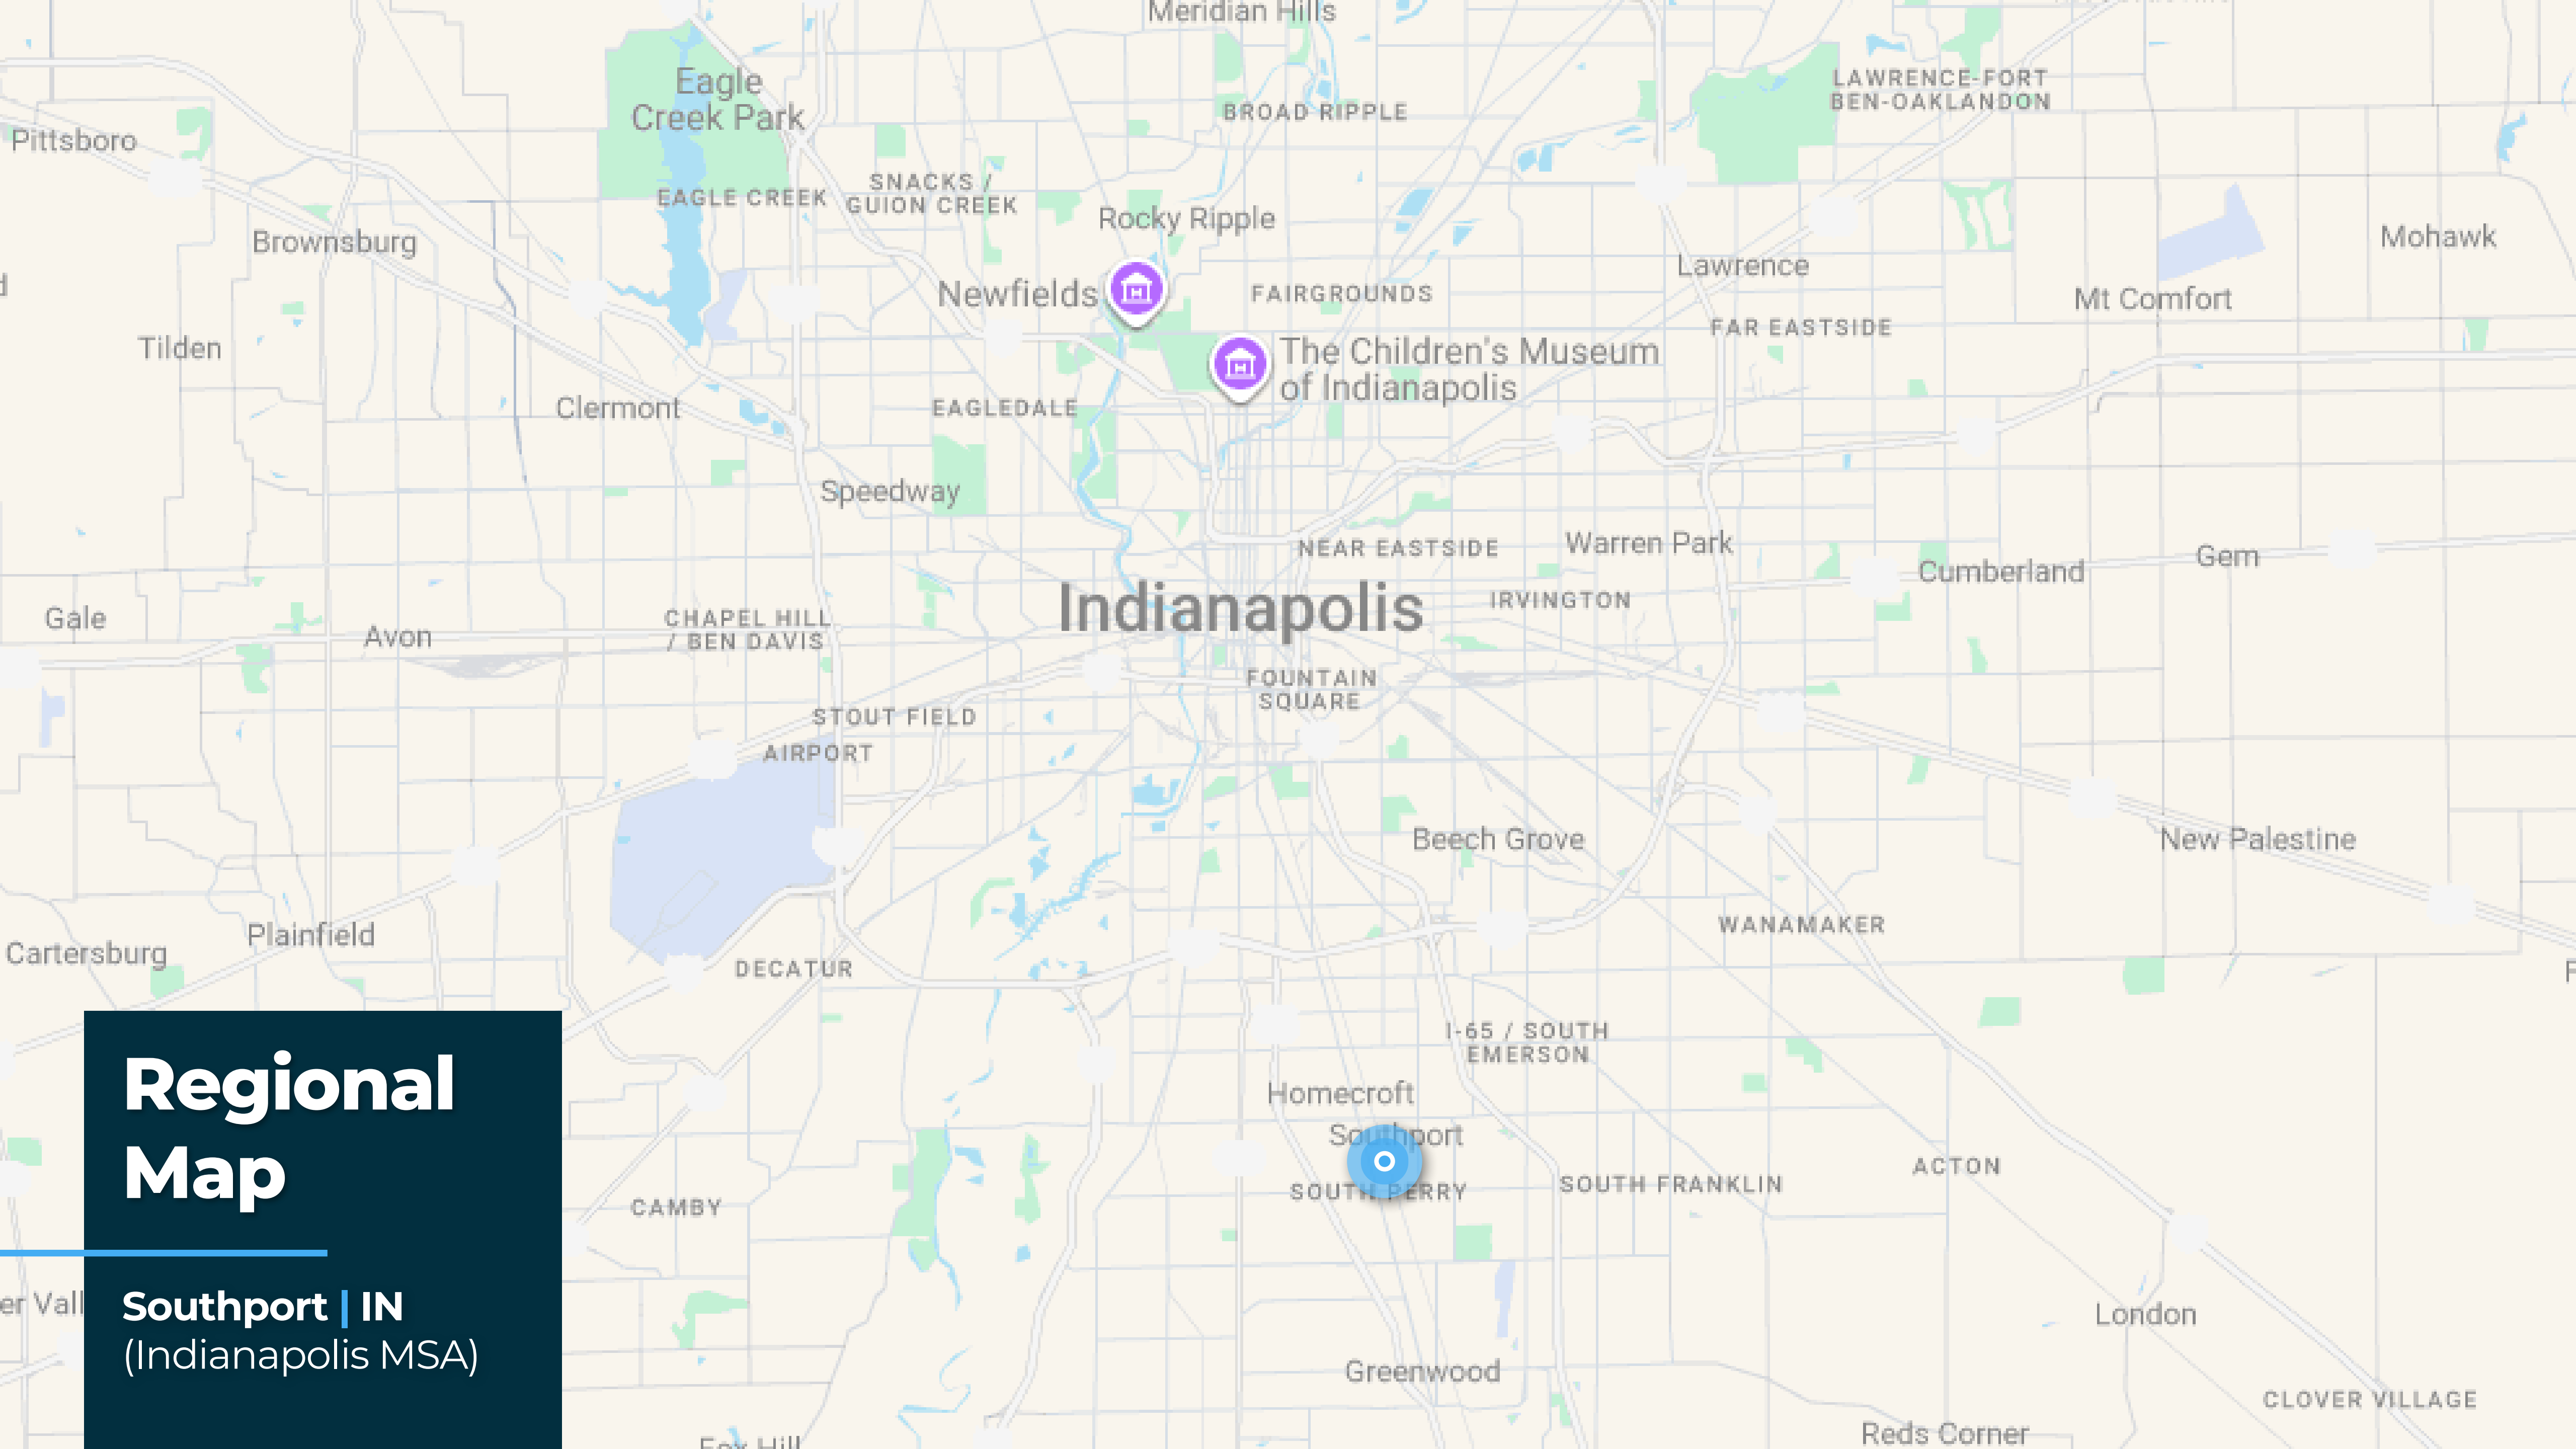 Meridian Hills
Eagle
Creek Park
LAWRENCE-FORT
BEN-OAKLANDON
BROAD RIPPLE
Pittsboro
SNACKS /
GUION CREEK
EAGLE CREEK
Rocky Ripple
Brownsburg
Mohawk
Lawrence
Newfields
FAIRGROUNDS
Mt Comfort
FAR EASTSIDE
Tilden
The Children's Museum
of Indianapolis
Clermont
EAGLEDALE
Speedway
NEAR EASTSIDE
Warren Park
Gem
Cumberland
Indianapolis
IRVINGTON
Gale
Avon
CHAPEL HILL
/ BEN DAVIS
FOUNTAIN
SQUARE
STOUT FIELD
AIRPORT
Beech Grove
New Palestine
WANAMAKER
Plainfield
Cartersburg
DECATUR
I-65 / SOUTH
EMERSON
Homecroft
Southport
SOUTH PERRY
SOUTH FRANKLIN
ACTON
CAMBY
London
Greenwood
CLOVER VILLAGE
Reds Corner
Fox Hill
Regional
Map
Southport | IN
(Indianapolis MSA)